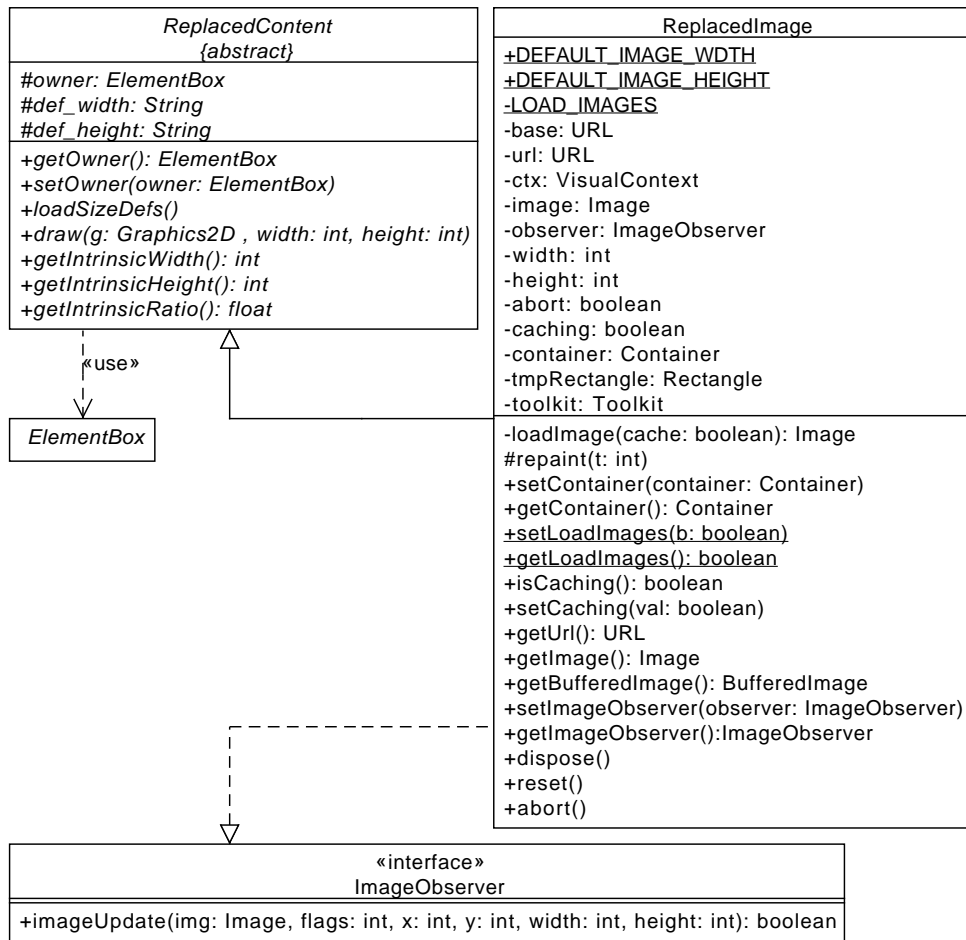 ReplacedContent
{abstract}
#owner: ElementBox
#def_width: String
#def_height: String
+getOwner(): ElementBox
+setOwner(owner: ElementBox)
+loadSizeDefs()
+draw(g: Graphics2D , width: int, height: int)
+getIntrinsicWidth(): int
+getIntrinsicHeight(): int
+getIntrinsicRatio(): float
«use»
ElementBox
ReplacedImage
+DEFAULT_IMAGE_WDTH
+DEFAULT_IMAGE_HEIGHT
-LOAD_IMAGES
-base: URL
-url: URL
-ctx: VisualContext
-image: Image
-observer: ImageObserver
-width: int
-height: int
-abort: boolean
-caching: boolean
-container: Container
-tmpRectangle: Rectangle
-toolkit: Toolkit
-loadImage(cache: boolean): Image
#repaint(t: int)
+setContainer(container: Container)
+getContainer(): Container
+setLoadImages(b: boolean)
+getLoadImages(): boolean
+isCaching(): boolean
+setCaching(val: boolean)
+getUrl(): URL
+getImage(): Image
+getBufferedImage(): BufferedImage
+setImageObserver(observer: ImageObserver)
+getImageObserver():ImageObserver
+dispose()
+reset()
+abort()
«interface»
ImageObserver
+imageUpdate(img: Image, flags: int, x: int, y: int, width: int, height: int): boolean